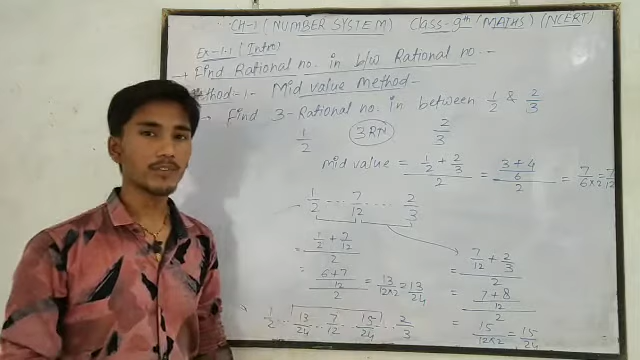 CH-1 (NUMBER SYSTEM) Class-9th (MATHS) (NCERT)
Ex-1.1 (Intro)
→ Find Rational no. in b/w Rational no. -
Method-1- Mid value Method-
→ Find 3-Rational no. in between 1/2 & 2/3
1/2 3RN 2/3
Mid value = (1/2 + 2/3)/2 = ((3+4)/6)/2 = 7/(6×2) = 7/12
1/2 ... 7/12 .... 2/3
= (1/2 + 7/12)/2
= ((6+7)/12)/2 = 13/(12×2) = 13/24
(7/12 + 2/3)/2
= ((7+8)/12)/2
= 15/(12×2) = 15/24
1/2 .. 13/24 .. 7/12 .. 15/24 .. 2/3